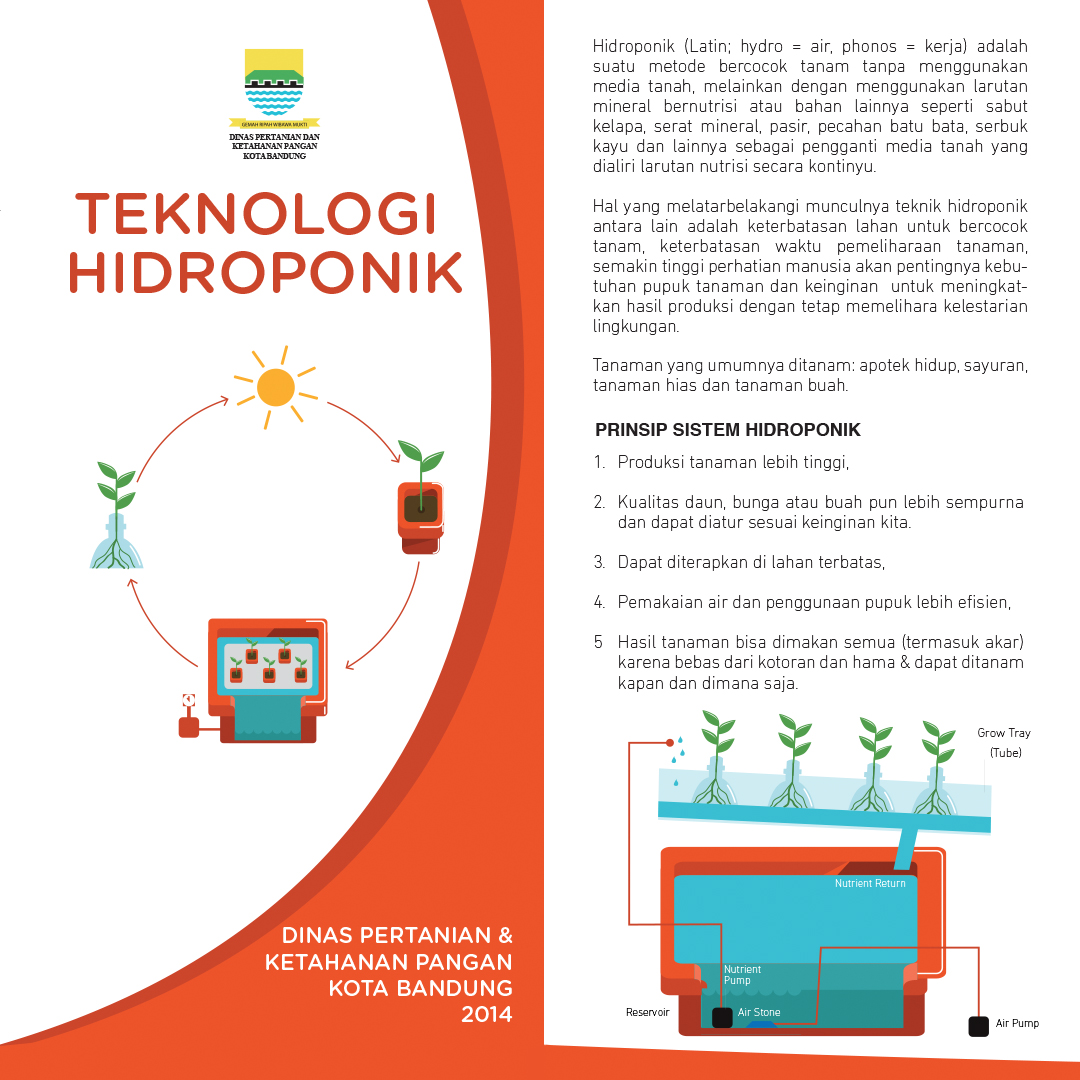 GEMAH RIPAH WIBAWA MUKTI
DINAS PERTANIAN DAN
KETAHANAN PANGAN
KOTA BANDUNG
TEKNOLOGI
HIDROPONIK
DINAS PERTANIAN &
KETAHANAN PANGAN
KOTA BANDUNG
2014
Hidroponik (Latin; hydro = air, phonos = kerja) adalah
suatu metode bercocok tanam tanpa menggunakan
media tanah, melainkan dengan menggunakan larutan
mineral bernutrisi atau bahan lainnya seperti sabut
kelapa, serat mineral, pasir, pecahan batu bata, serbuk
kayu dan lainnya sebagai pengganti media tanah yang
dialiri larutan nutrisi secara kontinyu.
Hal yang melatarbelakangi munculnya teknik hidroponik
antara lain adalah keterbatasan lahan untuk bercocok
tanam, keterbatasan waktu pemeliharaan tanaman,
semakin tinggi perhatian manusia akan pentingnya kebu-
tuhan pupuk tanaman dan keinginan untuk meningkat-
kan hasil produksi dengan tetap memelihara kelestarian
lingkungan.
Tanaman yang umumnya ditanam: apotek hidup, sayuran,
tanaman hias dan tanaman buah.
PRINSIP SISTEM HIDROPONIK
1. Produksi tanaman lebih tinggi,
2. Kualitas daun, bunga atau buah pun lebih sempurna
dan dapat diatur sesuai keinginan kita.
3. Dapat diterapkan di lahan terbatas,
4. Pemakaian air dan penggunaan pupuk lebih efisien,
5 Hasil tanaman bisa dimakan semua (termasuk akar)
karena bebas dari kotoran dan hama & dapat ditanam
kapan dan dimana saja.
Grow Tray
(Tube)
Nutrient Return
Nutrient
Pump
Reservoir
Air Stone
Air Pump